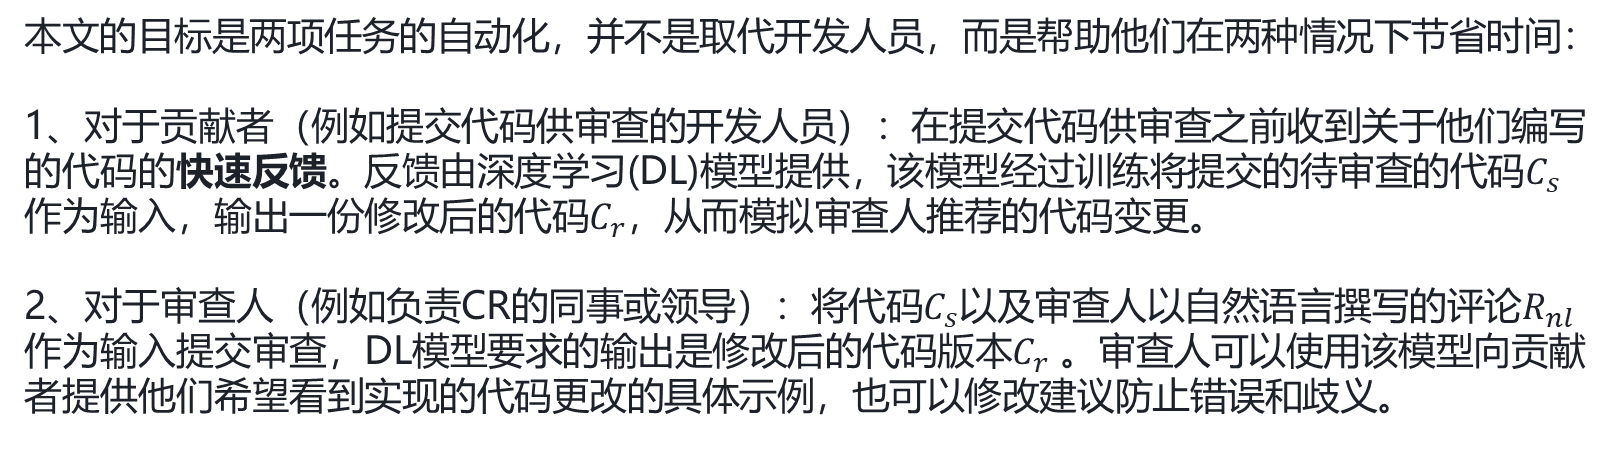 本文的目标是两项任务的自动化，并不是取代开发人员，而是帮助他们在两种情况下节省时间：
1、对于贡献者（例如提交代码供审查的开发人员）：在提交代码供审查之前收到关于他们编写
的代码的快速反馈。反馈由深度学习(DL)模型提供，该模型经过训练将提交的待审查的代码Cₛ
作为输入，输出一份修改后的代码Cᵣ，从而模拟审查人推荐的代码变更。
2、对于审查人（例如负责CR的同事或领导）：将代码Cₛ以及审查人以自然语言撰写的评论Rₙₗ
作为输入提交审查，DL模型要求的输出是修改后的代码版本Cᵣ 。审查人可以使用该模型向贡献
者提供他们希望看到实现的代码更改的具体示例，也可以修改建议防止错误和歧义。